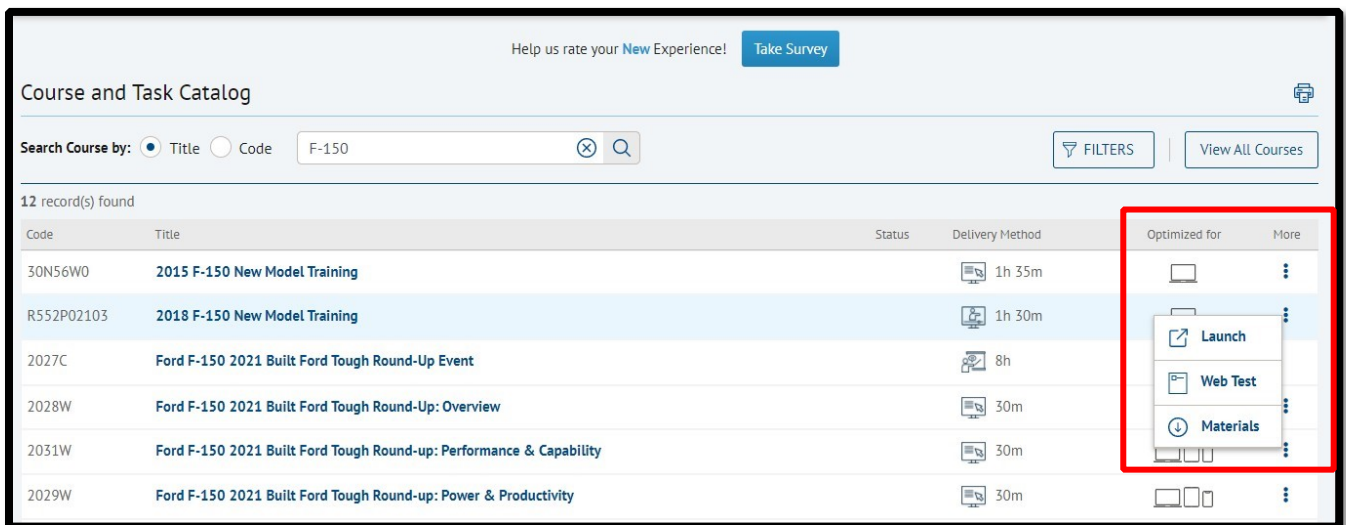 Help us rate your New Experience! Take Survey
Course and Task Catalog
Search Course by: Title Code F-150 FILTERS View All Courses
12 record(s) found
Code Title Status Delivery Method Optimized for More
30N56W0 2015 F-150 New Model Training 1h 35m
R552P02103 2018 F-150 New Model Training 1h 30m
Launch
2027C Ford F-150 2021 Built Ford Tough Round-Up Event 8h
Web Test
2028W Ford F-150 2021 Built Ford Tough Round-Up: Overview 30m
Materials
2031W Ford F-150 2021 Built Ford Tough Round-up: Performance & Capability 30m
2029W Ford F-150 2021 Built Ford Tough Round-up: Power & Productivity 30m